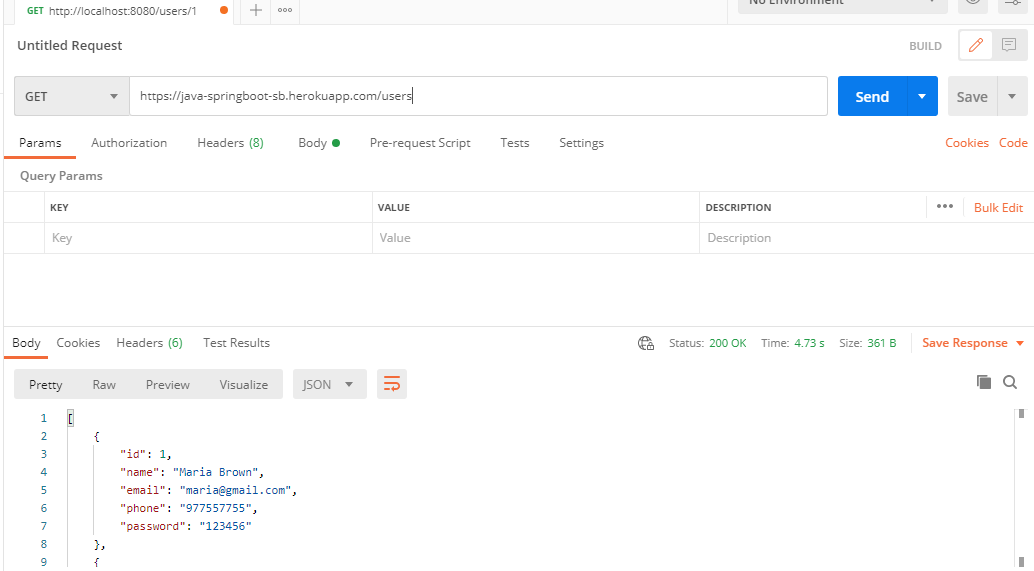 GET http://localhost:8080/users/1
No Environment
Untitled Request
BUILD
GET https://java-springboot-sb.herokuapp.com/users Send Save
Params Authorization Headers (8) Body Pre-request Script Tests Settings Cookies Code
Query Params
KEY VALUE DESCRIPTION Bulk Edit
Key Value Description
Body Cookies Headers (6) Test Results Status: 200 OK Time: 4.73 s Size: 361 B Save Response
Pretty Raw Preview Visualize JSON
1 [
2 {
3 "id": 1,
4 "name": "Maria Brown",
5 "email": "maria@gmail.com",
6 "phone": "977557755",
7 "password": "123456"
8 },
9 {